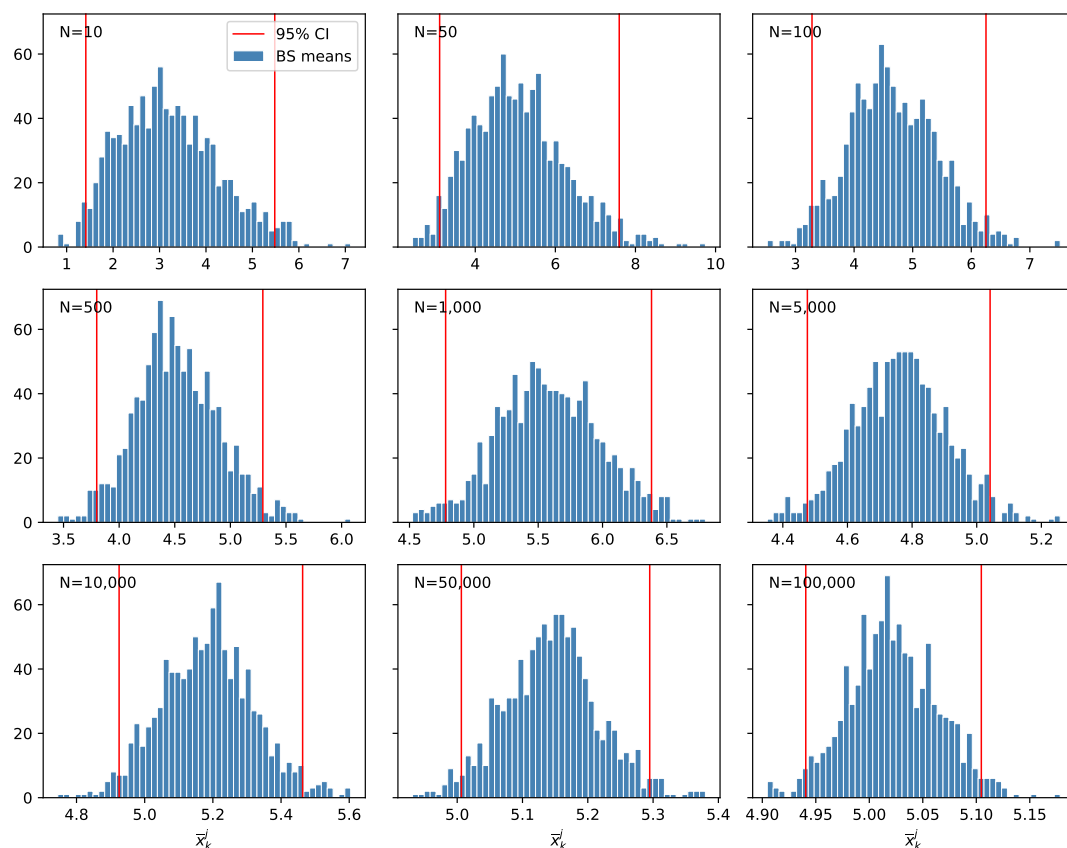 N=10
95% CI
BS means
N=50
N=100
60
40
20
0
1 2 3 4 5 6 7
4 6 8 10
3 4 5 6 7
N=500
N=1,000
N=5,000
60
40
20
0
3.5 4.0 4.5 5.0 5.5 6.0
4.5 5.0 5.5 6.0 6.5
4.4 4.6 4.8 5.0 5.2
N=10,000
N=50,000
N=100,000
60
40
20
0
4.8 5.0 5.2 5.4 5.6
5.0 5.1 5.2 5.3 5.4
4.90 4.95 5.00 5.05 5.10 5.15
x̅ₖʲ
x̅ₖʲ
x̅ₖʲ